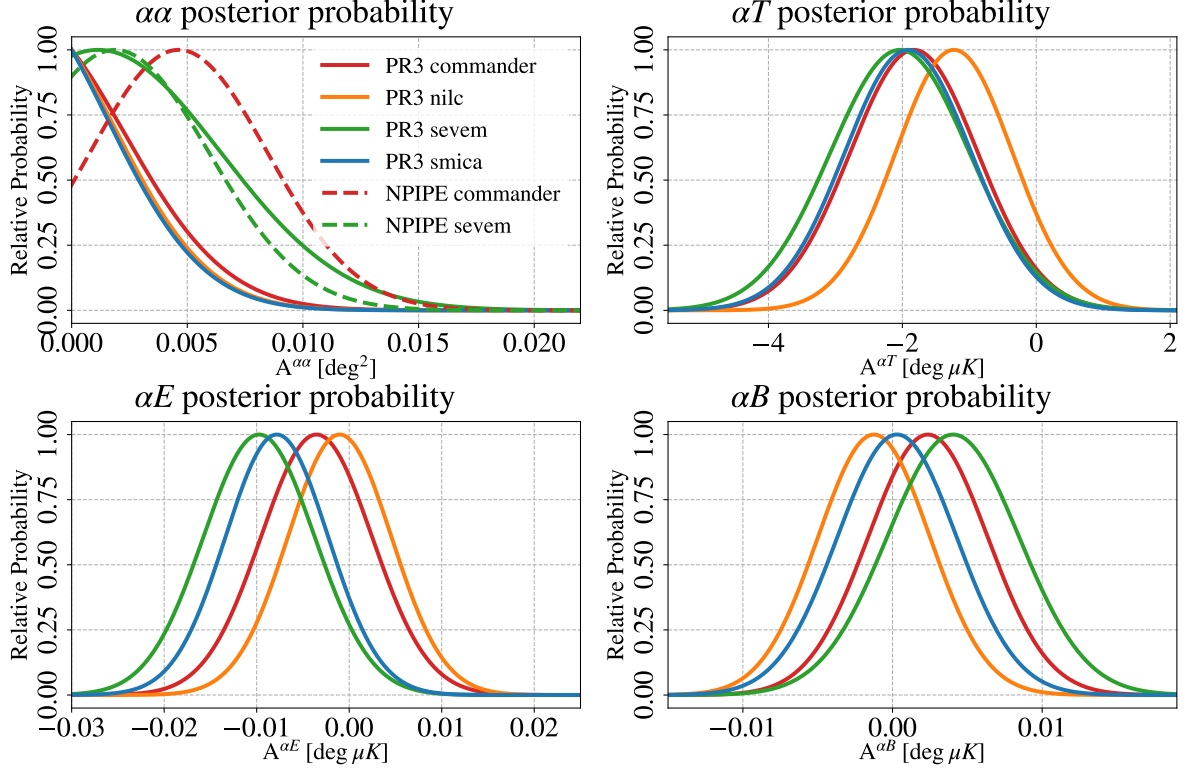 αα posterior probability
Relative Probability
1.00
0.75
0.50
0.25
0.00
PR3 commander
PR3 nilc
PR3 sevem
PR3 smica
NPIPE commander
NPIPE sevem
0.000 0.005 0.010 0.015 0.020
A^αα [deg²]
αT posterior probability
Relative Probability
1.00
0.75
0.50
0.25
0.00
−4 −2 0 2
A^αT [deg μK]
αE posterior probability
Relative Probability
1.00
0.75
0.50
0.25
0.00
−0.03 −0.02 −0.01 0.00 0.01 0.02
A^αE [deg μK]
αB posterior probability
Relative Probability
1.00
0.75
0.50
0.25
0.00
−0.01 0.00 0.01
A^αB [deg μK]